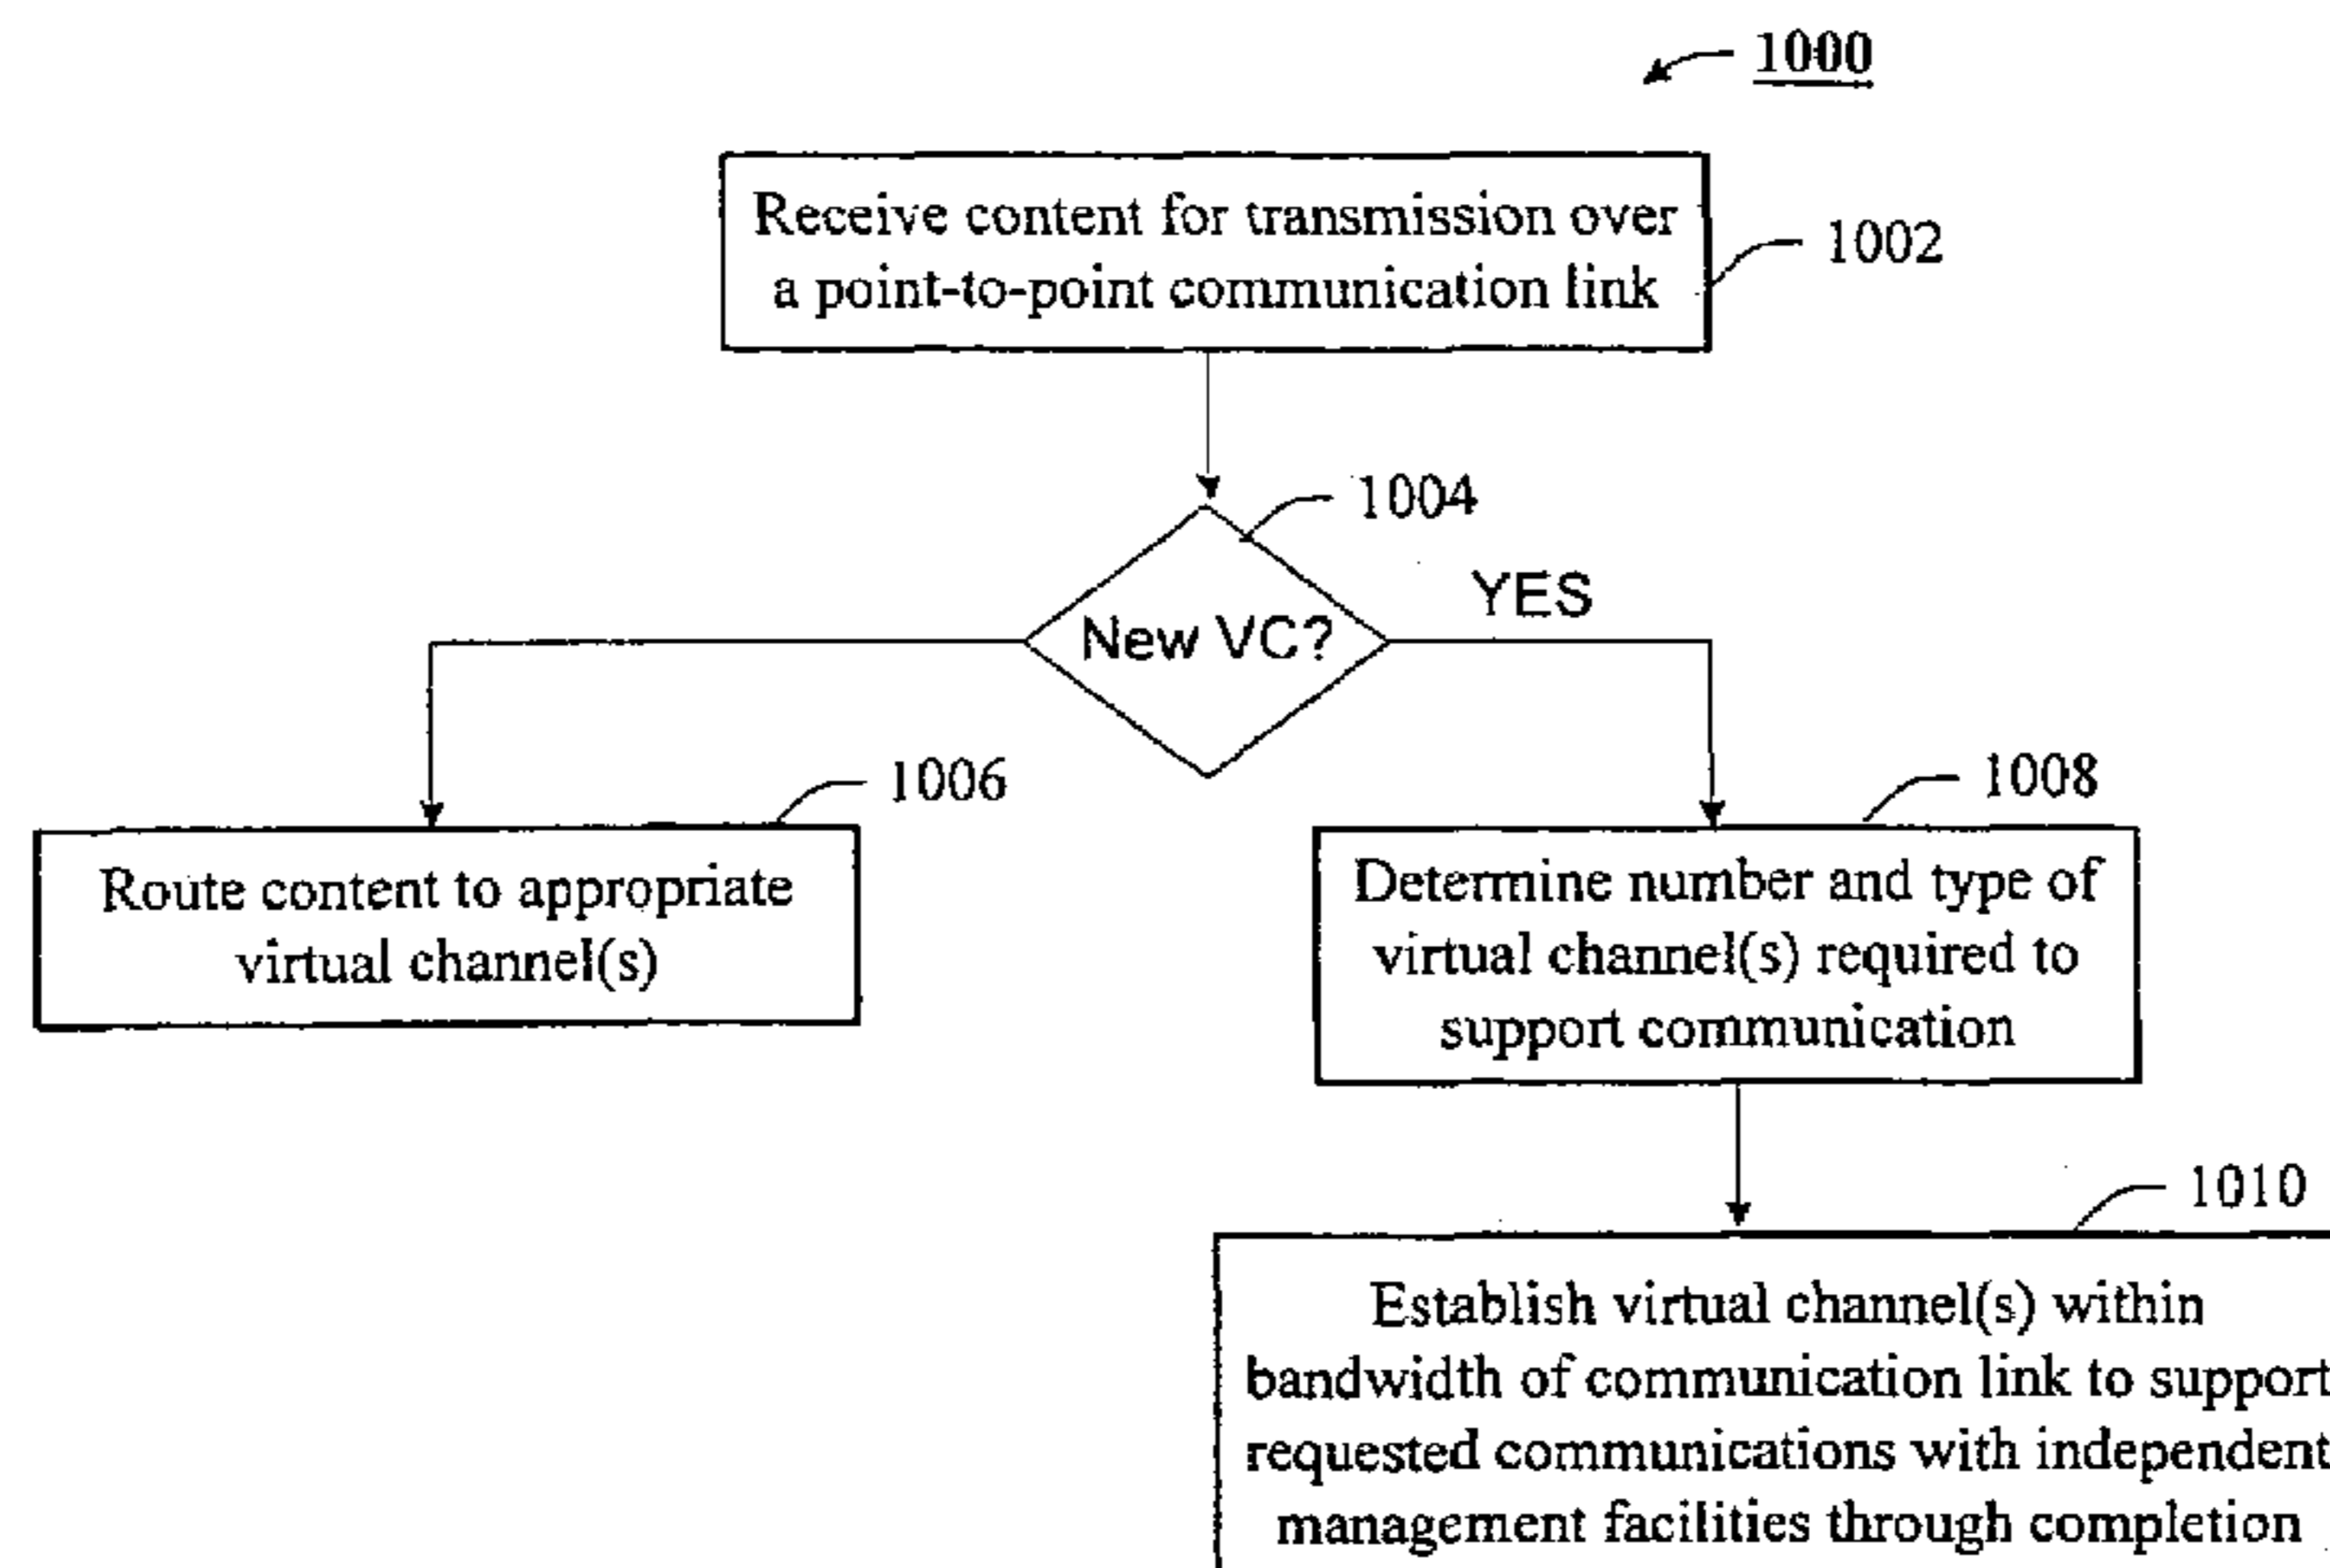 1000
Receive content for transmission over
a point-to-point communication link
1002
1004
New VC?
YES
1006
Route content to appropriate
virtual channel(s)
1008
Determine number and type of
virtual channel(s) required to
support communication
1010
Establish virtual channel(s) within
bandwidth of communication link to support
requested communications with independent
management facilities through completion